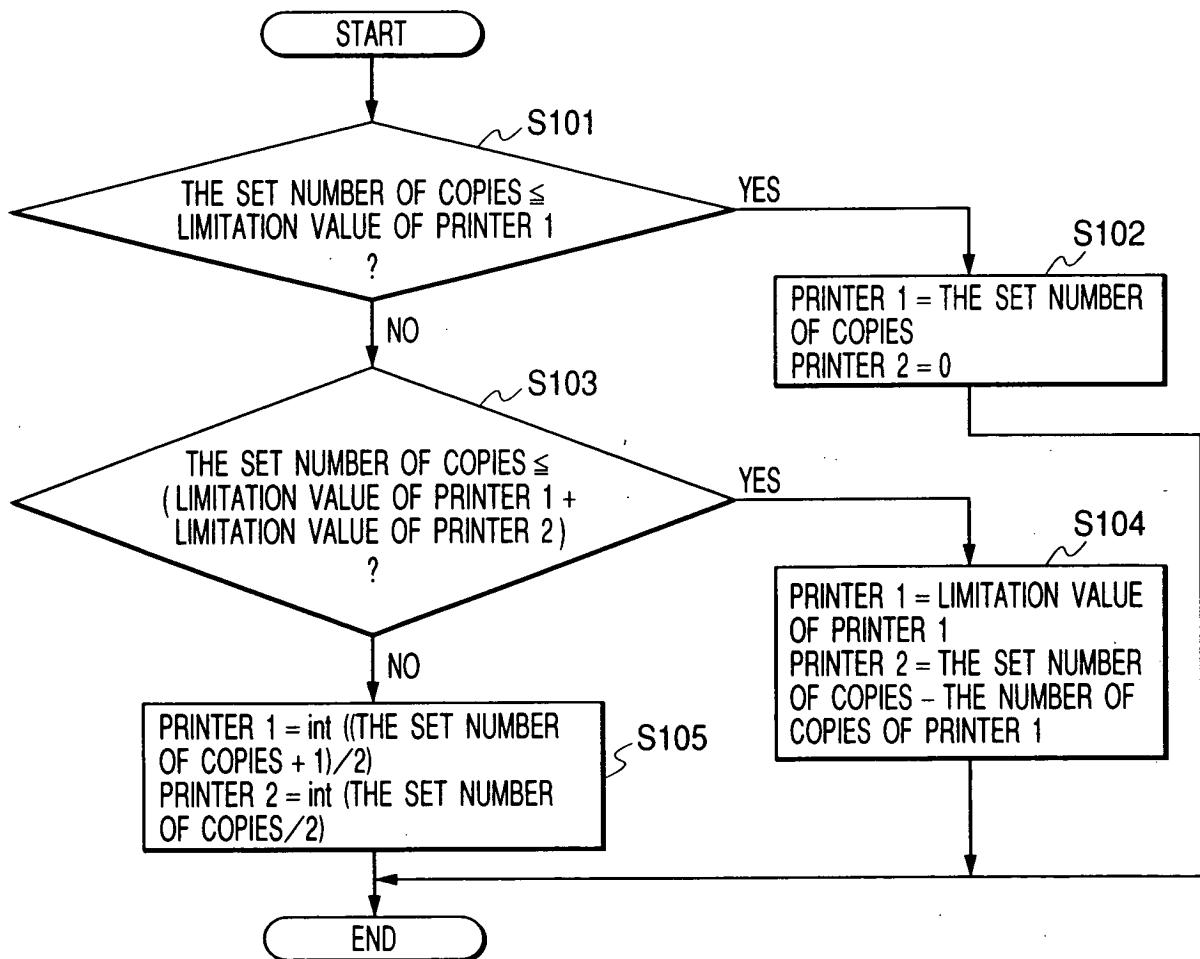 START
S101
THE SET NUMBER OF COPIES ≦
LIMITATION VALUE OF PRINTER 1
?
YES
NO
S102
PRINTER 1 = THE SET NUMBER
OF COPIES
PRINTER 2 = 0
S103
THE SET NUMBER OF COPIES ≦
(LIMITATION VALUE OF PRINTER 1 +
LIMITATION VALUE OF PRINTER 2)
?
YES
NO
S104
PRINTER 1 = LIMITATION VALUE
OF PRINTER 1
PRINTER 2 = THE SET NUMBER
OF COPIES – THE NUMBER OF
COPIES OF PRINTER 1
PRINTER 1 = int ((THE SET NUMBER
OF COPIES + 1)/2)
PRINTER 2 = int (THE SET NUMBER
OF COPIES/2)
S105
END